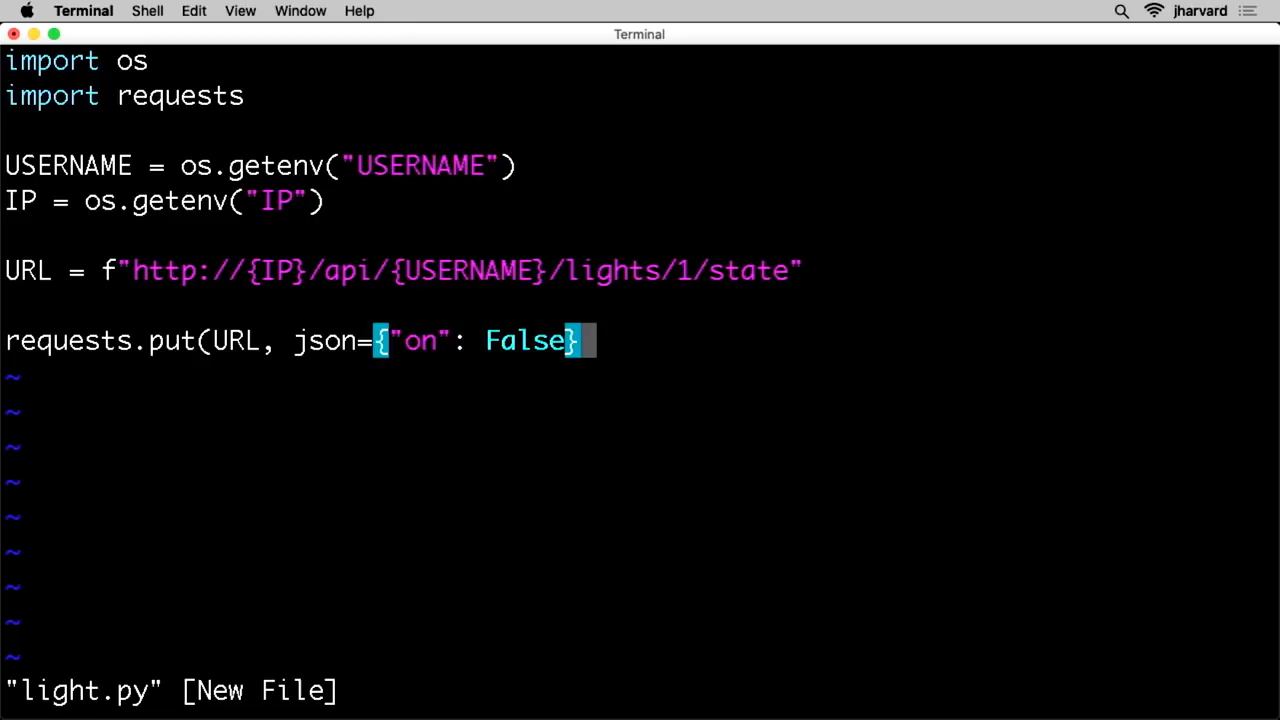 Terminal Shell Edit View Window Help jharvard
Terminal
import os
import requests
USERNAME = os.getenv("USERNAME")
IP = os.getenv("IP")
URL = f"http://{IP}/api/{USERNAME}/lights/1/state"
requests.put(URL, json={"on": False}
~
~
~
~
~
~
~
~
~
"light.py" [New File]